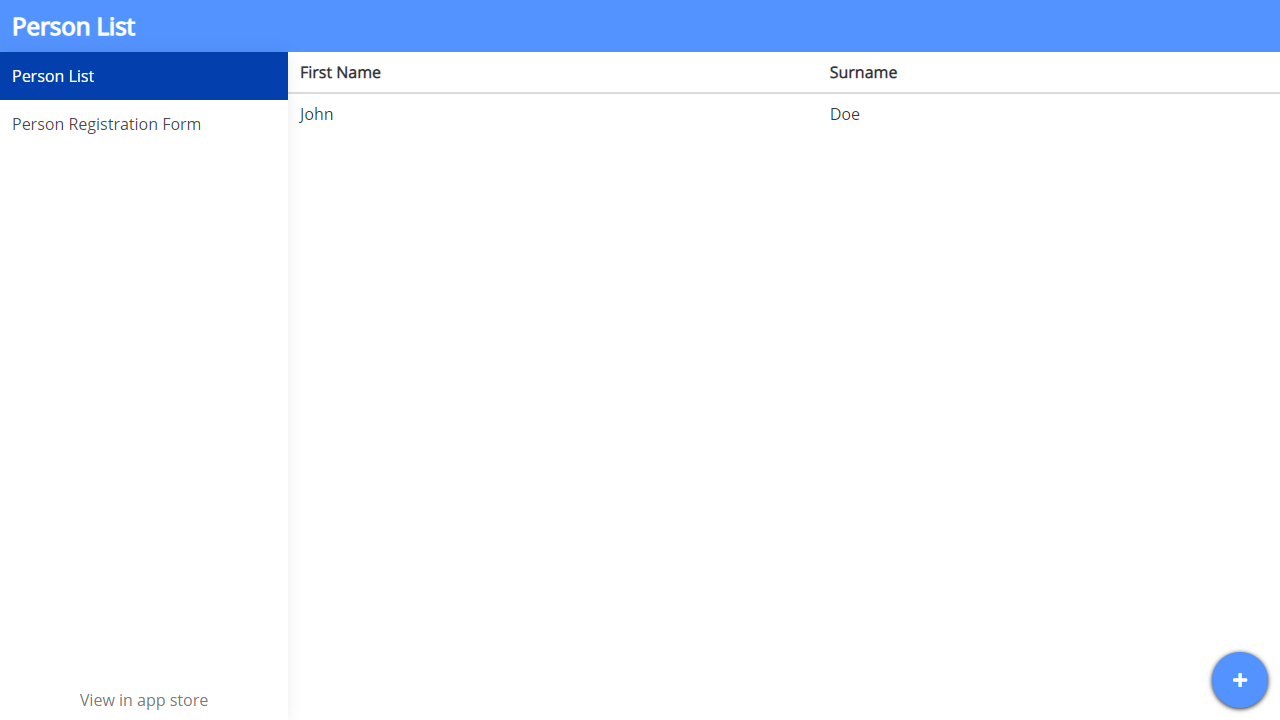 Person List
Person List
Person Registration Form
View in app store
First Name Surname
John Doe